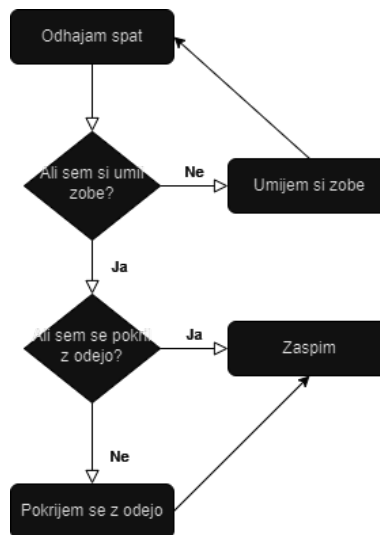 Odhajam spat
Ali sem si umil
zobe?
Ne
Umijem si zobe
Ja
Ali sem se pokril
z odejo?
Ja
Zaspim
Ne
Pokrijem se z odejo